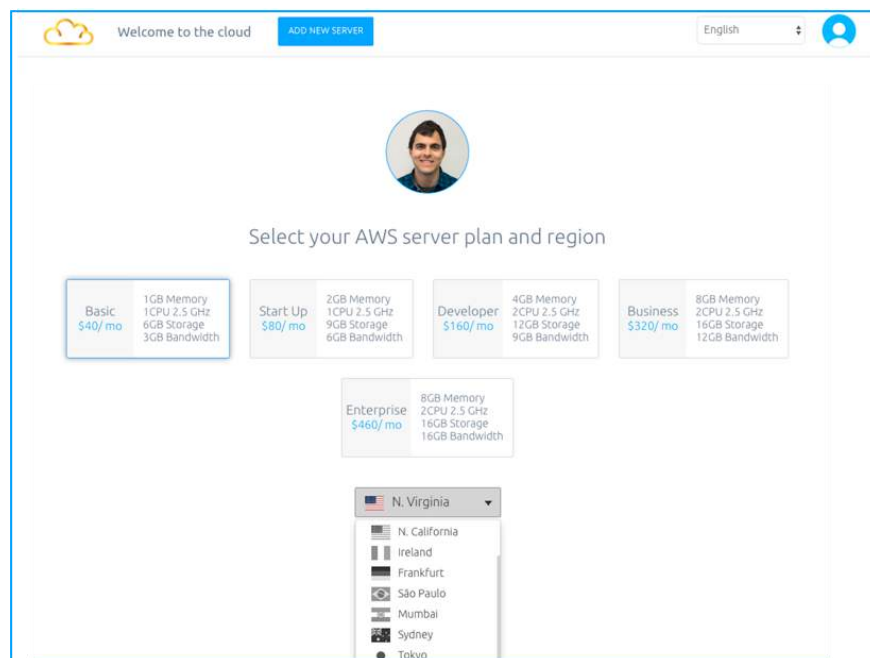 Welcome to the cloud
ADD NEW SERVER
English
Select your AWS server plan and region
Basic
$40/ mo
1GB Memory
1CPU 2.5 GHz
6GB Storage
3GB Bandwidth
Start Up
$80/ mo
2GB Memory
1CPU 2.5 GHz
9GB Storage
6GB Bandwidth
Developer
$160/ mo
4GB Memory
2CPU 2.5 GHz
12GB Storage
9GB Bandwidth
Business
$320/ mo
8GB Memory
2CPU 2.5 GHz
16GB Storage
12GB Bandwidth
Enterprise
$460/ mo
8GB Memory
2CPU 2.5 GHz
16GB Storage
16GB Bandwidth
N. Virginia
N. California
Ireland
Frankfurt
São Paulo
Mumbai
Sydney
Tokyo